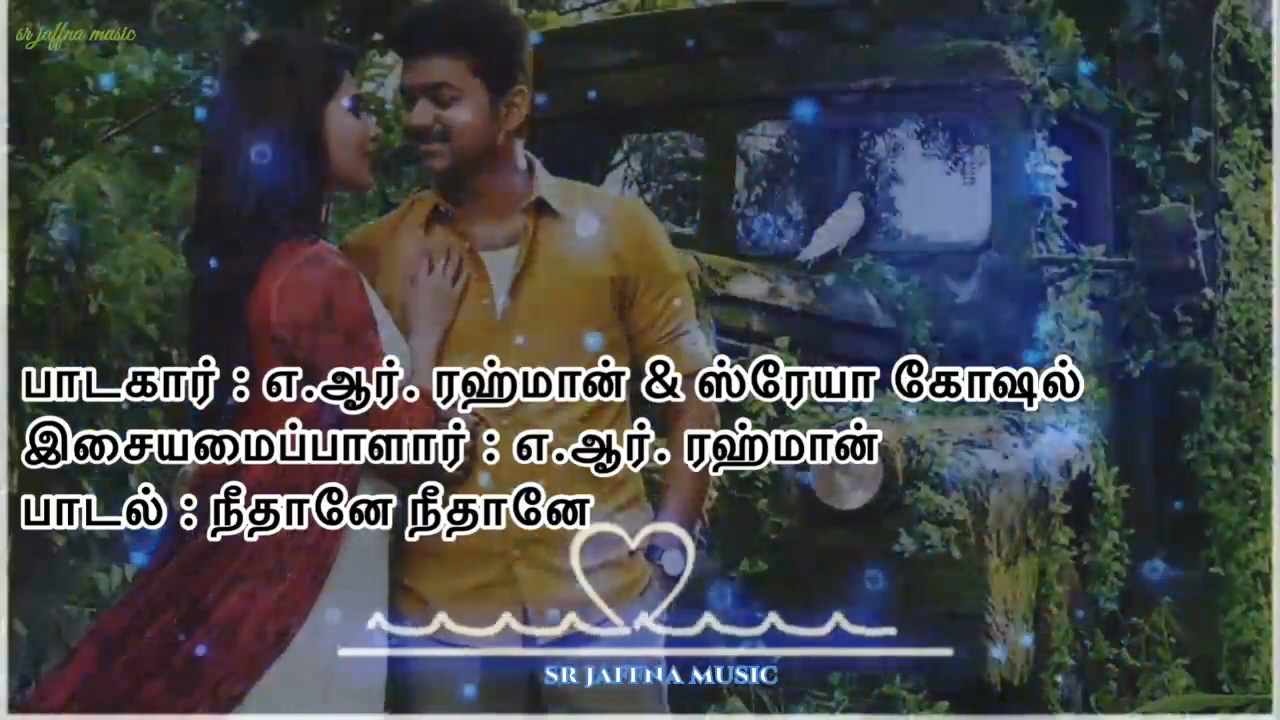 sr jaffna music
பாடகார் : எ.ஆர். ரஹ்மான் & ஸ்ரேயா கோஷல்
இசையமைப்பாளார் : எ.ஆர். ரஹ்மான்
பாடல் : நீதானே நீதானே
SR JAFFNA MUSIC